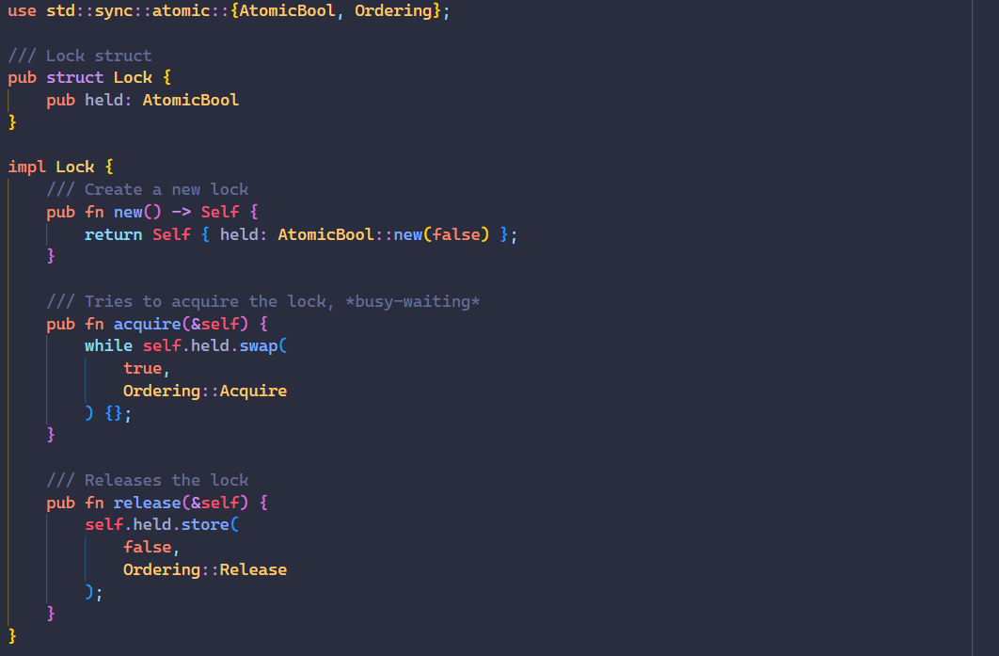 use std::sync::atomic::{AtomicBool, Ordering};

/// Lock struct
pub struct Lock {
    pub held: AtomicBool
}

impl Lock {
    /// Create a new lock
    pub fn new() -> Self {
        return Self { held: AtomicBool::new(false) };
    }

    /// Tries to acquire the lock, *busy-waiting*
    pub fn acquire(&self) {
        while self.held.swap(
            true,
            Ordering::Acquire
        ) {};
    }

    /// Releases the lock
    pub fn release(&self) {
        self.held.store(
            false,
            Ordering::Release
        );
    }
}